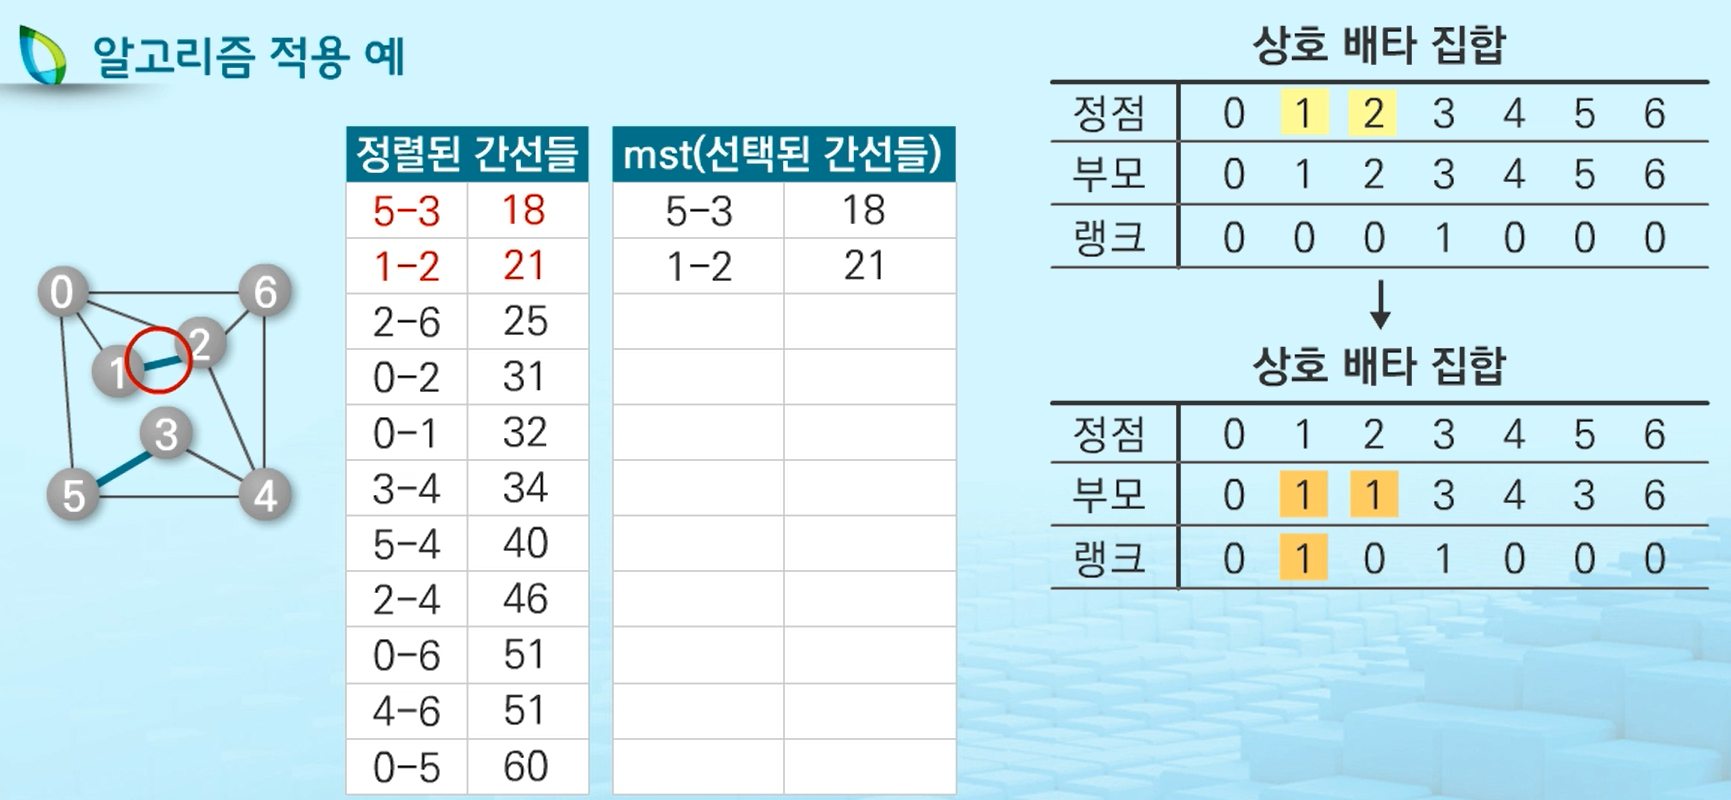 알고리즘 적용 예
0
6
2
1
3
5
4
정렬된 간선들
5-3 18
1-2 21
2-6 25
0-2 31
0-1 32
3-4 34
5-4 40
2-4 46
0-6 51
4-6 51
0-5 60
mst(선택된 간선들)
5-3 18
1-2 21
상호 배타 집합
정점 0 1 2 3 4 5 6
부모 0 1 2 3 4 5 6
랭크 0 0 0 1 0 0 0
상호 배타 집합
정점 0 1 2 3 4 5 6
부모 0 1 1 3 4 3 6
랭크 0 1 0 1 0 0 0